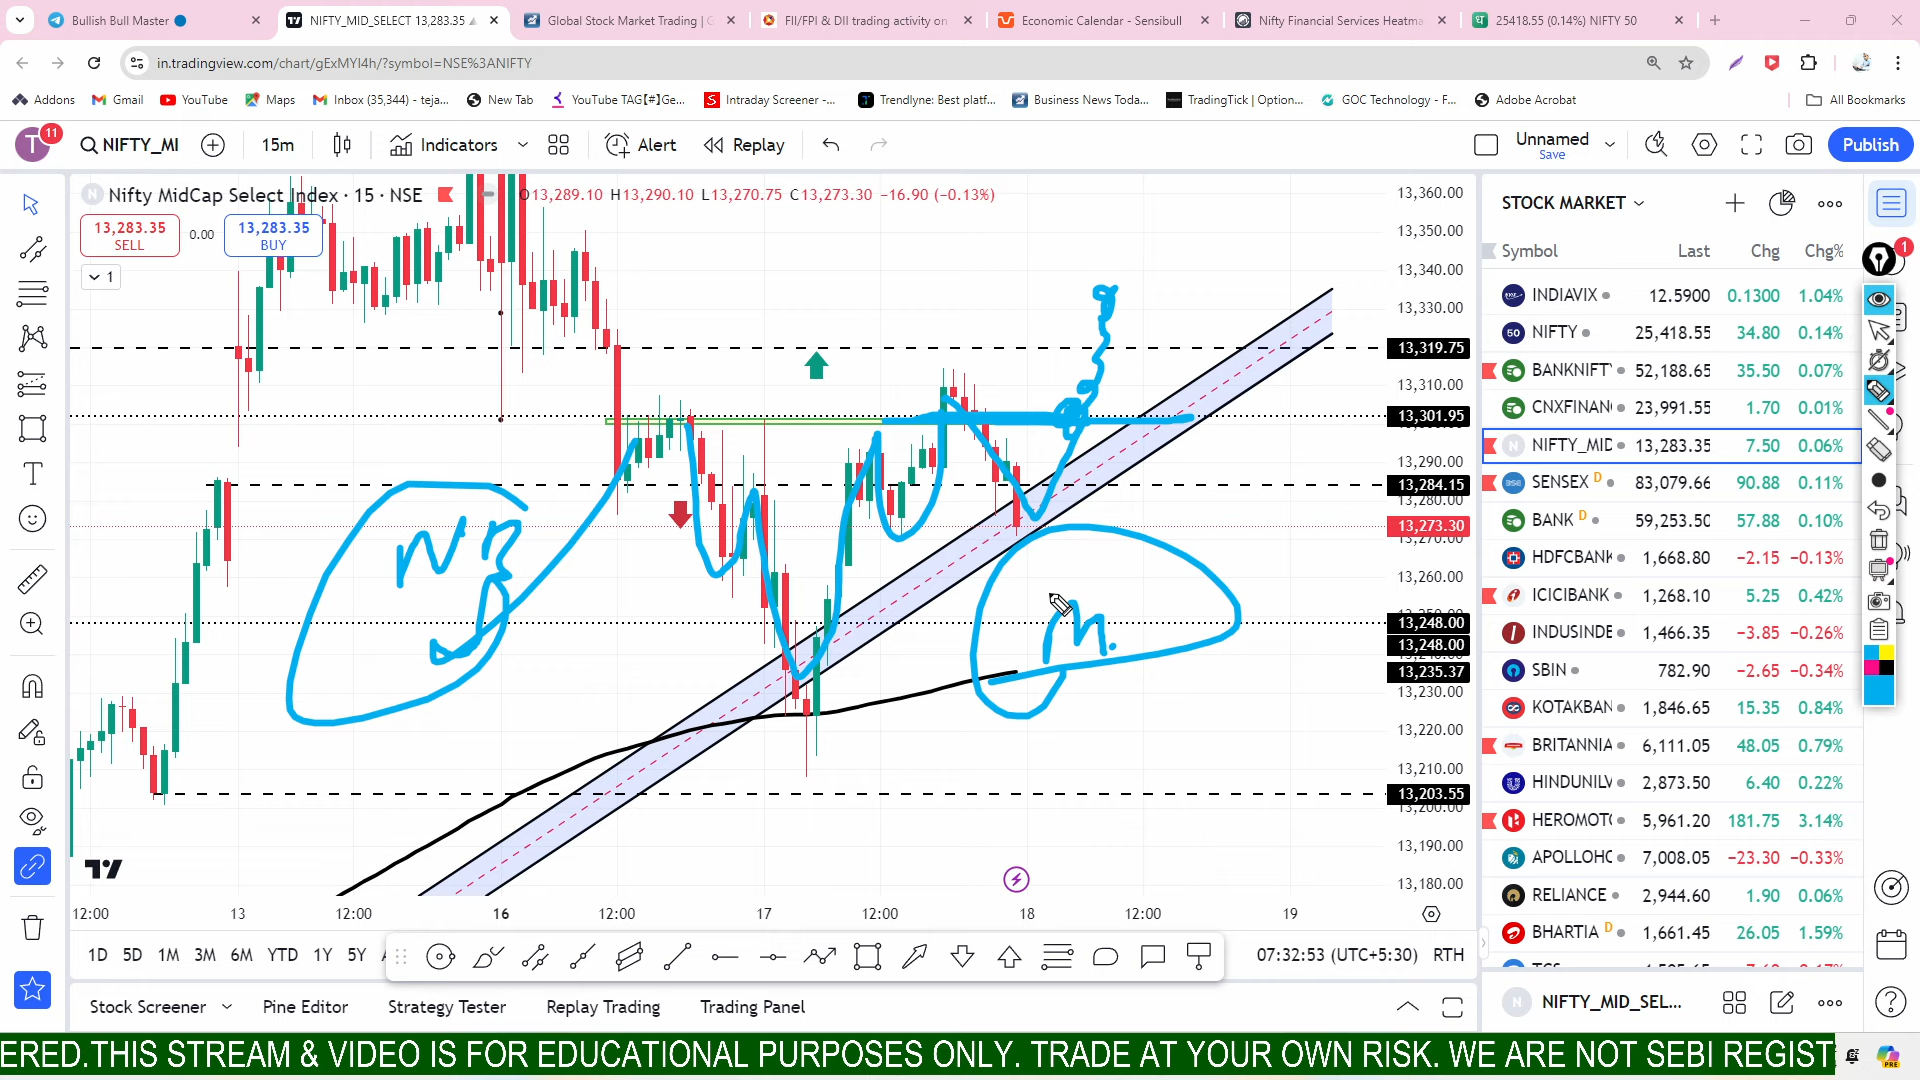 Bullish Bull Master
NIFTY_MID_SELECT 13,283.35
Global Stock Market Trading | G
FII/FPI & DII trading activity on
Economic Calendar - Sensibull
Nifty Financial Services Heatma
25418.55 (0.14%) NIFTY 50
in.tradingview.com/chart/gExMYl4h/?symbol=NSE%3ANIFTY
Addons
Gmail
YouTube
Maps
Inbox (35,344) - teja...
New Tab
YouTube TAG【#】Ge...
Intraday Screener -...
Trendlyne: Best platf...
Business News Toda...
TradingTick | Option...
GOC Technology - F...
Adobe Acrobat
All Bookmarks
T 11
NIFTY_MI
15m
Indicators
Alert
Replay
Unnamed
Save
Publish
Nifty MidCap Select Index · 15 · NSE
O13,289.10 H13,290.10 L13,270.75 C13,273.30 −16.90 (−0.13%)
13,283.35
SELL
0.00
13,283.35
BUY
1
13,360.00
13,350.00
13,340.00
13,330.00
13,319.75
13,310.00
13,301.95
13,290.00
13,284.15
13,280.00
13,273.30
13,270.00
13,260.00
13,248.00
13,248.00
13,235.37
13,230.00
13,220.00
13,210.00
13,203.55
13,200.00
13,190.00
13,180.00
12:00 13 12:00 16 12:00 17 12:00 18 12:00 19
1D 5D 1M 3M 6M YTD 1Y 5Y
07:32:53 (UTC+5:30) RTH
Stock Screener
Pine Editor
Strategy Tester
Replay Trading
Trading Panel
STOCK MARKET
Symbol Last Chg Chg%
INDIAVIX 12.5900 0.1300 1.04%
NIFTY 25,418.55 34.80 0.14%
BANKNIFT 52,188.65 35.50 0.07%
CNXFINAN 23,991.55 1.70 0.01%
NIFTY_MID 13,283.35 7.50 0.06%
SENSEX D 83,079.66 90.88 0.11%
BANK D 59,253.50 57.88 0.10%
HDFCBANK 1,668.80 −2.15 −0.13%
ICICIBANK 1,268.10 5.25 0.42%
INDUSINDB 1,466.35 −3.85 −0.26%
SBIN 782.90 −2.65 −0.34%
KOTAKBAN 1,846.65 15.35 0.84%
BRITANNIA 6,111.05 48.05 0.79%
HINDUNILV 2,873.50 6.40 0.22%
HEROMOTO 5,961.20 181.75 3.14%
APOLLOHO 7,008.05 −23.30 −0.33%
RELIANCE 2,944.60 1.90 0.06%
BHARTIA D 1,661.45 26.05 1.59%
NIFTY_MID_SEL...
ERED.THIS STREAM & VIDEO IS FOR EDUCATIONAL PURPOSES ONLY. TRADE AT YOUR OWN RISK. WE ARE NOT SEBI REGIST